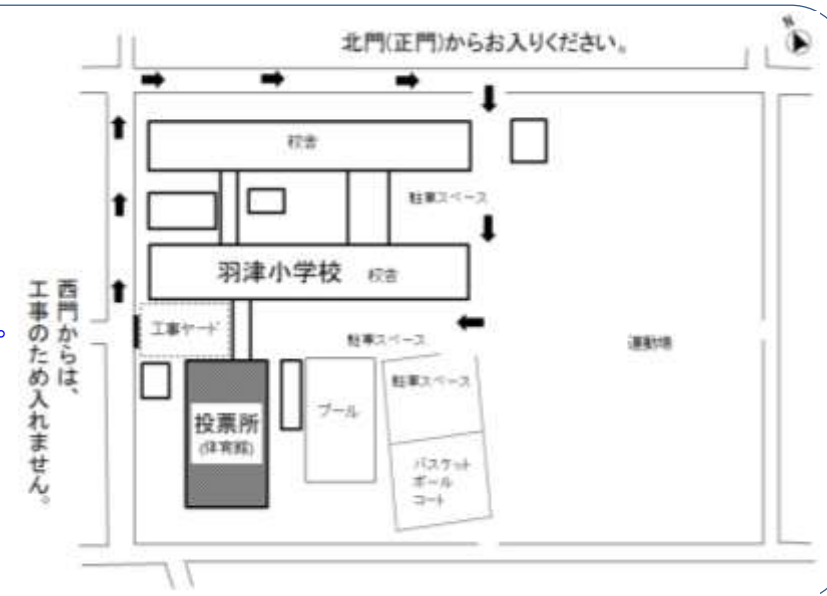 N
北門(正門)からお入りください。
校舎
駐車スペース
羽津小学校 校舎
西門からは、
工事のため入れません。
工事ヤード
駐車スペース
運動場
駐車スペース
プール
投票所
(体育館)
バスケット
ボール
コート